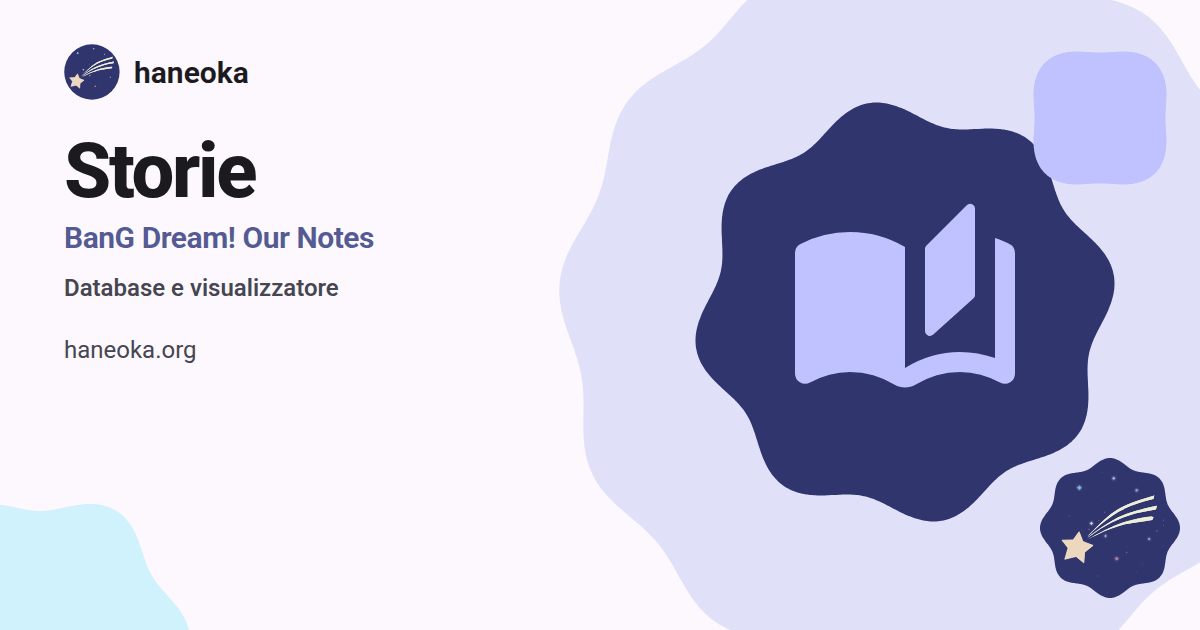 haneoka
Storie
BanG Dream! Our Notes
Database e visualizzatore
haneoka.org